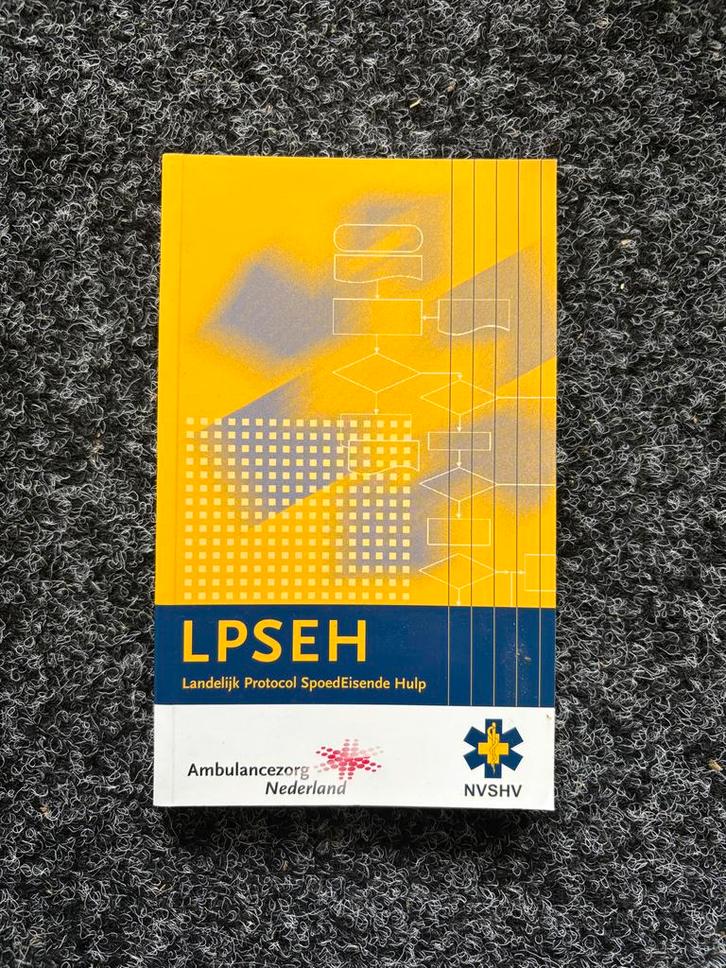 LPSEH
Landelijk Protocol SpoedEisende Hulp
Ambulancezorg
Nederland
NVSHV